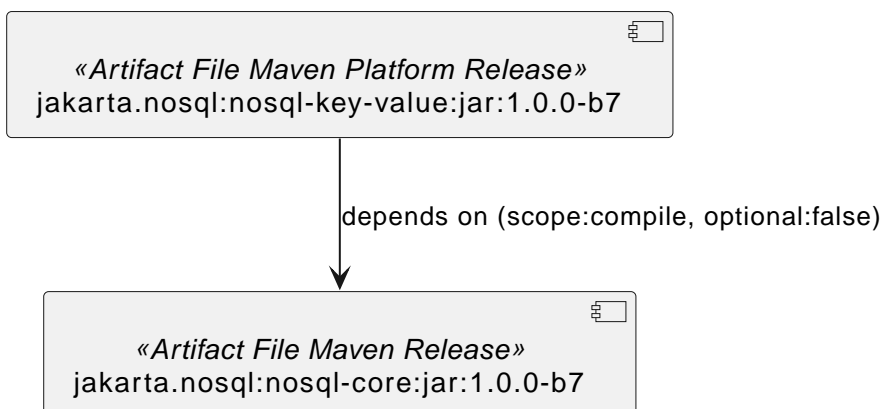 «Artifact File Maven Platform Release»
jakarta.nosql:nosql-key-value:jar:1.0.0-b7
depends on (scope:compile, optional:false)
«Artifact File Maven Release»
jakarta.nosql:nosql-core:jar:1.0.0-b7